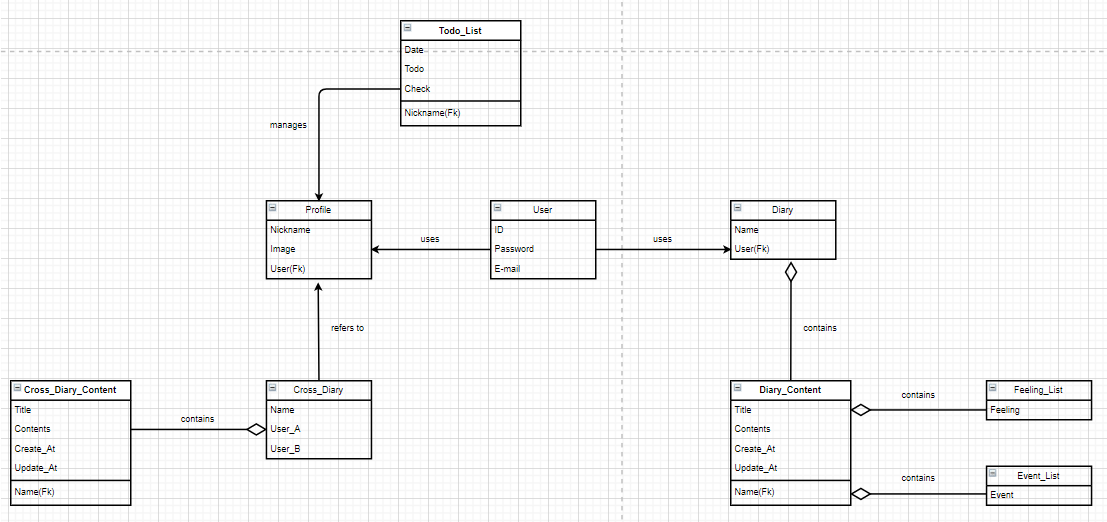 Todo_List
Date
Todo
Check
Nickname(Fk)
manages
Profile
Nickname
Image
User(Fk)
uses
User
ID
Password
E-mail
uses
Diary
Name
User(Fk)
refers to
contains
Cross_Diary_Content
Title
Contents
Create_At
Update_At
Name(Fk)
contains
Cross_Diary
Name
User_A
User_B
Diary_Content
Title
Contents
Create_At
Update_At
Name(Fk)
contains
Feeling_List
Feeling
contains
Event_List
Event